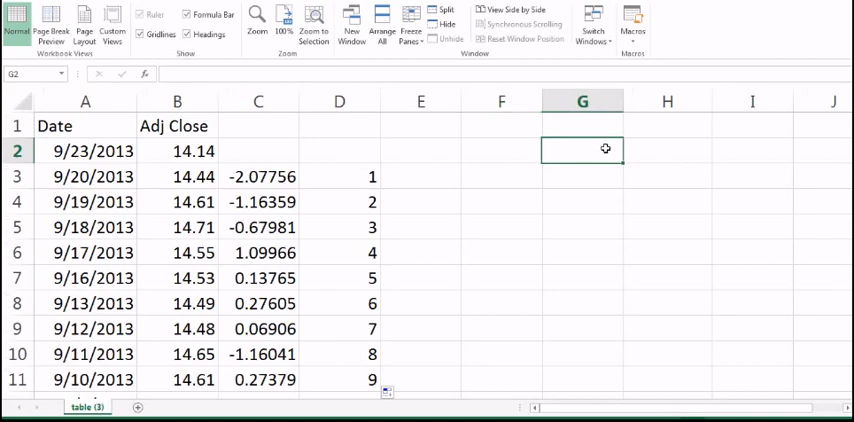 Normal Page Break Preview Page Layout Custom Views
Workbook Views
Ruler Formula Bar
Gridlines Headings
Show
Zoom 100% Zoom to Selection
Zoom
New Window Arrange All Freeze Panes
Split
Hide
Unhide
View Side by Side
Synchronous Scrolling
Reset Window Position
Window
Switch Windows
Macros
Macros
G2 fx
A B C D E F G H I J
1 Date Adj Close
2 9/23/2013 14.14
3 9/20/2013 14.44 -2.07756 1
4 9/19/2013 14.61 -1.16359 2
5 9/18/2013 14.71 -0.67981 3
6 9/17/2013 14.55 1.09966 4
7 9/16/2013 14.53 0.13765 5
8 9/13/2013 14.49 0.27605 6
9 9/12/2013 14.48 0.06906 7
10 9/11/2013 14.65 -1.16041 8
11 9/10/2013 14.61 0.27379 9
table (3)